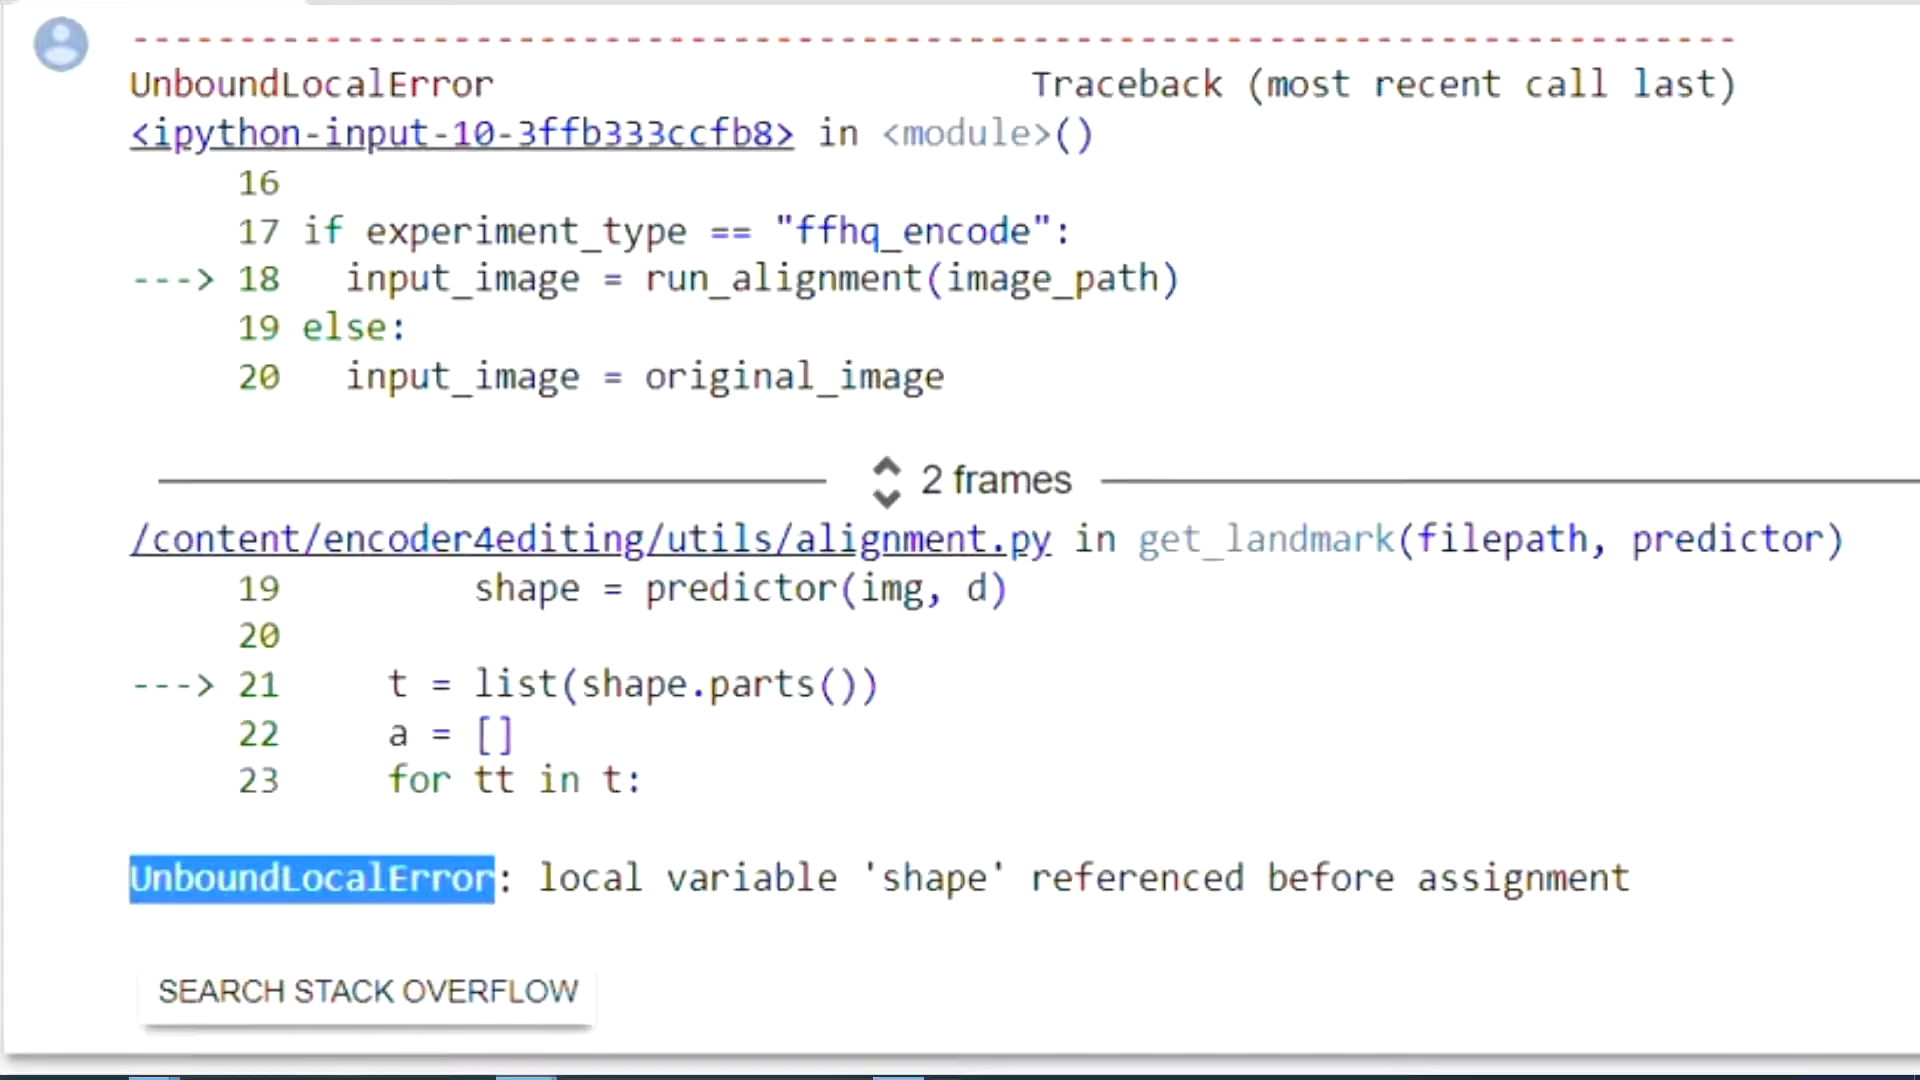 --------------------------------------------------------------------------- 
UnboundLocalError                         Traceback (most recent call last)
<ipython-input-10-3ffb333ccfb8> in <module>()
     16
     17 if experiment_type == "ffhq_encode":
---> 18   input_image = run_alignment(image_path)
     19 else:
     20   input_image = original_image
2 frames
/content/encoder4editing/utils/alignment.py in get_landmark(filepath, predictor)
     19         shape = predictor(img, d)
     20
---> 21     t = list(shape.parts())
     22     a = []
     23     for tt in t:
UnboundLocalError: local variable 'shape' referenced before assignment
SEARCH STACK OVERFLOW